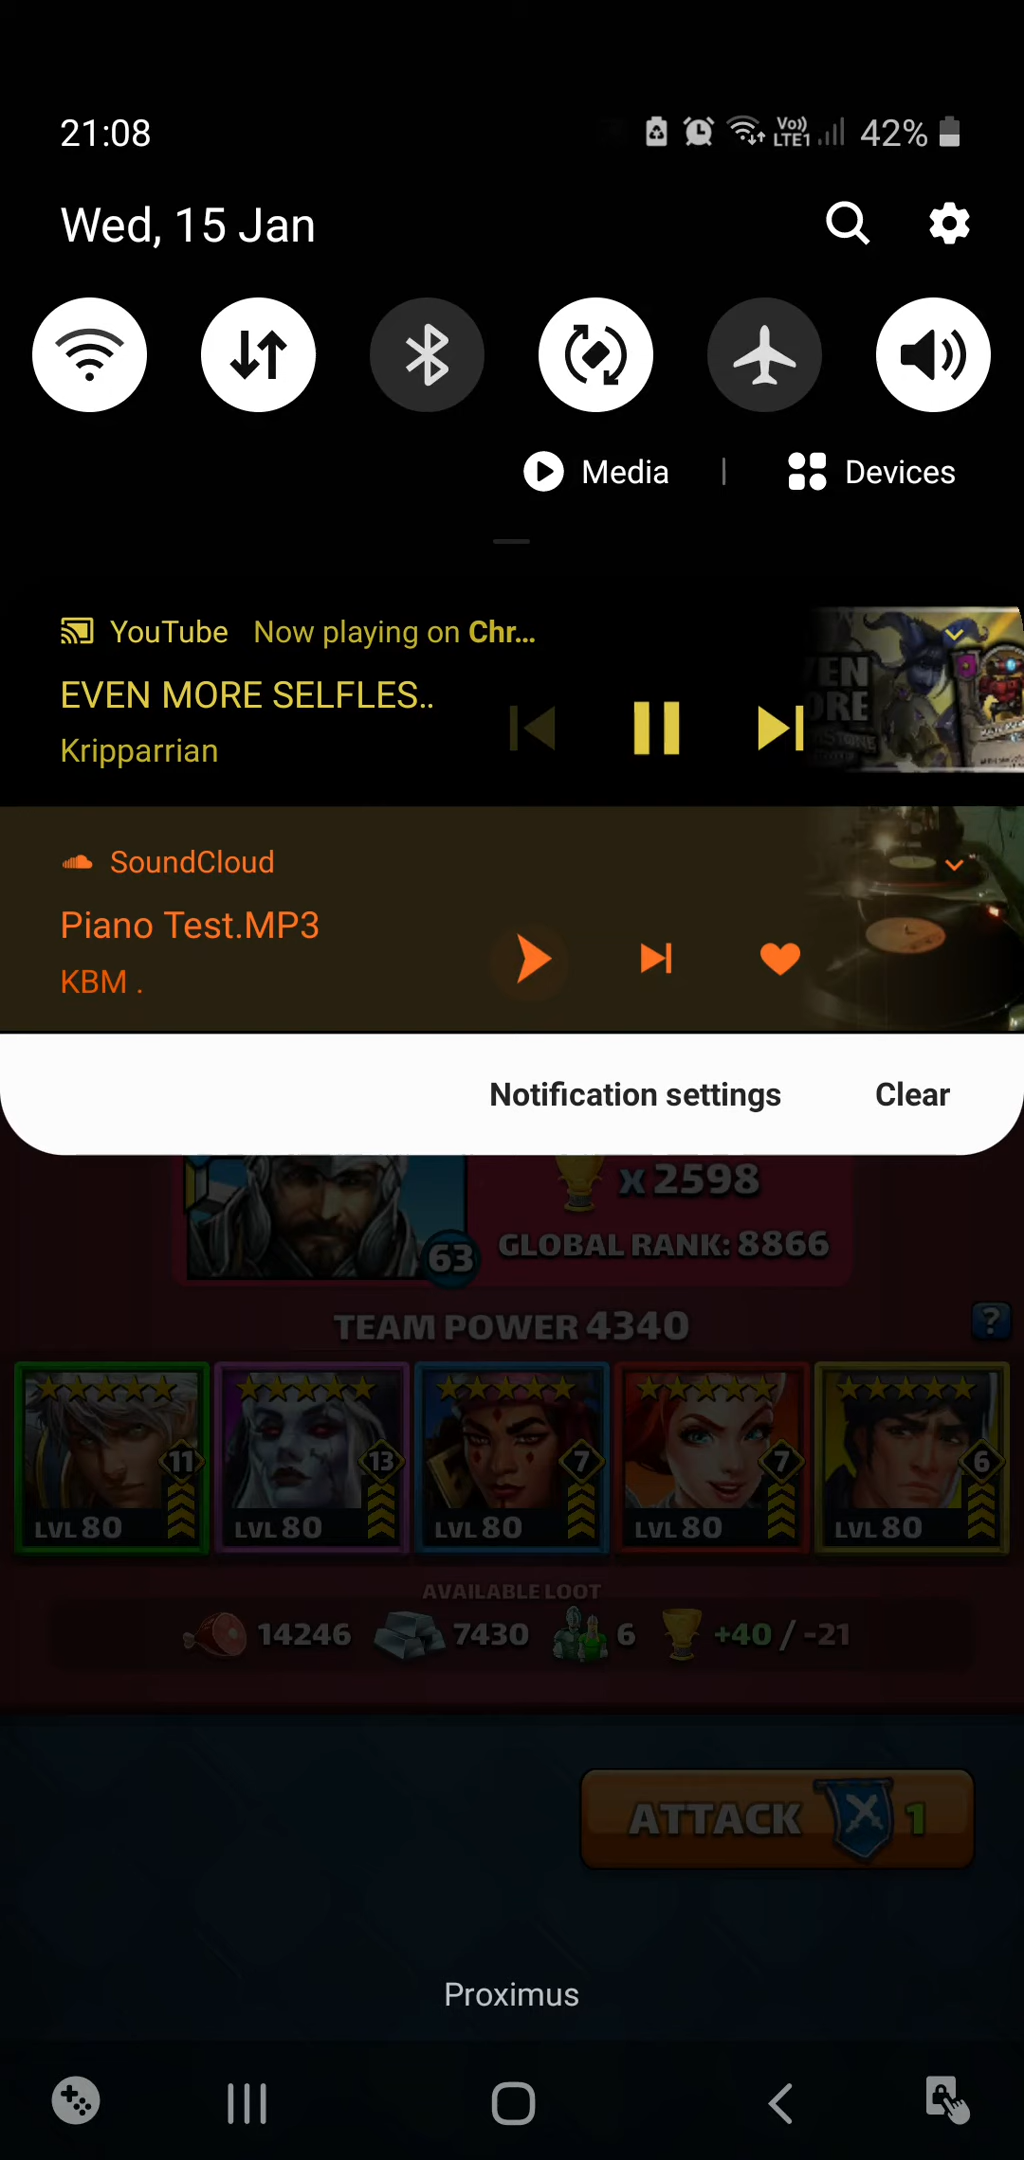 21:08
Vo)) LTE1 42%
Wed, 15 Jan
Media | Devices
YouTube Now playing on Chr...
EVEN MORE SELFLES..
Kripparrian
SoundCloud
Piano Test.MP3
KBM .
Notification settings Clear
x 2598
63
GLOBAL RANK: 8866
TEAM POWER 4340
?
11 13 7 7 6
LVL 80 LVL 80 LVL 80 LVL 80 LVL 80
AVAILABLE LOOT
14246 7430 6 +40 / -21
ATTACK 1
Proximus